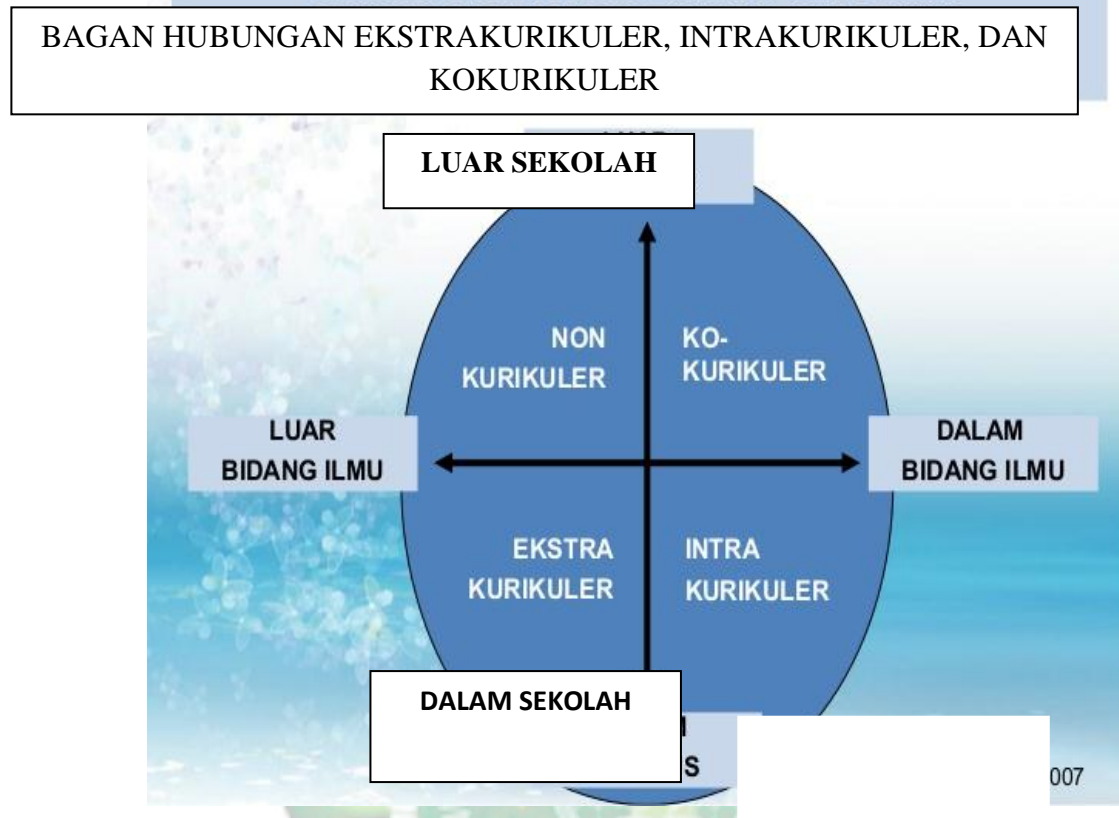 BAGAN HUBUNGAN EKSTRAKURIKULER, INTRAKURIKULER, DAN
KOKURIKULER
LUAR SEKOLAH
NON
KURIKULER
KO-
KURIKULER
LUAR
BIDANG ILMU
DALAM
BIDANG ILMU
EKSTRA
KURIKULER
INTRA
KURIKULER
DALAM SEKOLAH
S
007